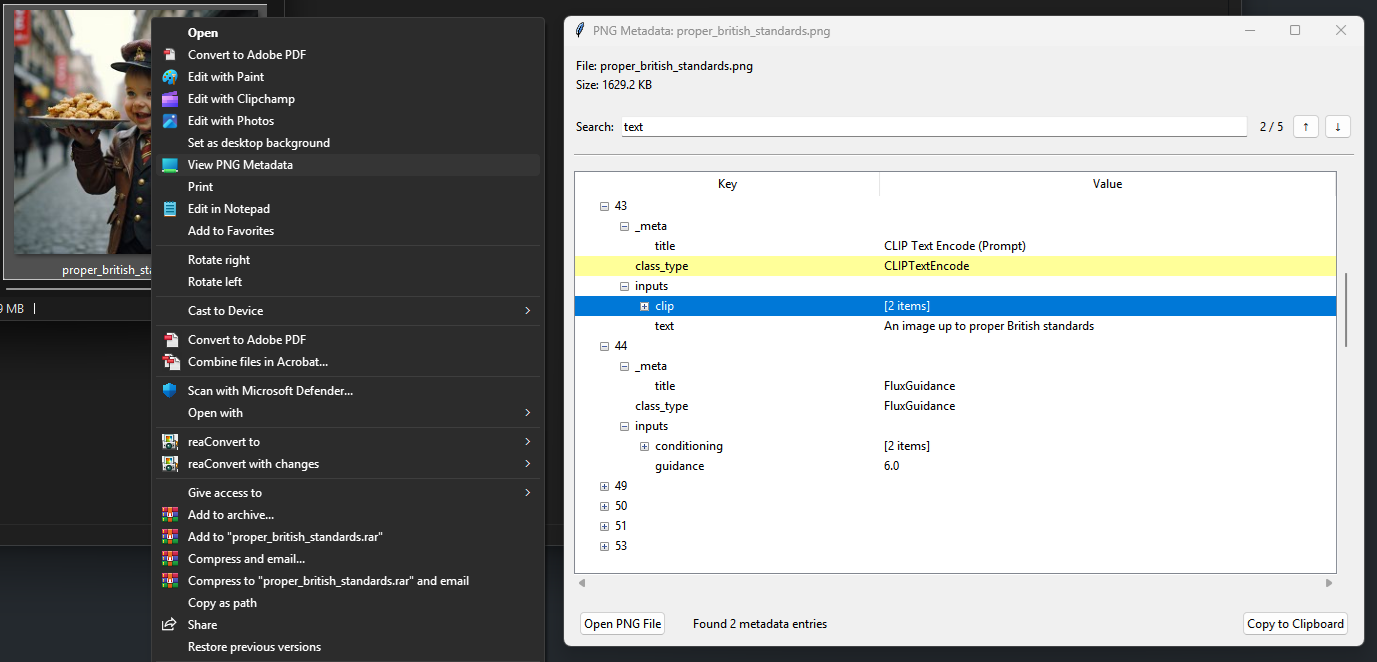 proper_british_sta
9 MB
Open
Convert to Adobe PDF
Edit with Paint
Edit with Clipchamp
Edit with Photos
Set as desktop background
View PNG Metadata
Print
Edit in Notepad
Add to Favorites
Rotate right
Rotate left
Cast to Device
Convert to Adobe PDF
Combine files in Acrobat...
Scan with Microsoft Defender...
Open with
reaConvert to
reaConvert with changes
Give access to
Add to archive...
Add to "proper_british_standards.rar"
Compress and email...
Compress to "proper_british_standards.rar" and email
Copy as path
Share
Restore previous versions
PNG Metadata: proper_british_standards.png
File: proper_british_standards.png
Size: 1629.2 KB
Search: text 2 / 5 ↑ ↓
Key Value
43
_meta
title CLIP Text Encode (Prompt)
class_type CLIPTextEncode
inputs
clip [2 items]
text An image up to proper British standards
44
_meta
title FluxGuidance
class_type FluxGuidance
inputs
conditioning [2 items]
guidance 6.0
49
50
51
53
Open PNG File Found 2 metadata entries Copy to Clipboard